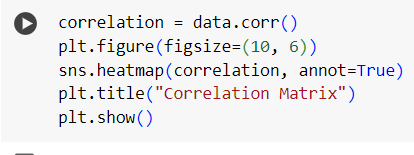 correlation = data.corr()
plt.figure(figsize=(10, 6))
sns.heatmap(correlation, annot=True)
plt.title("Correlation Matrix")
plt.show()